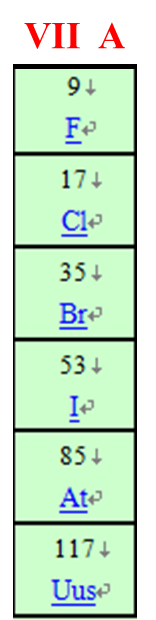 VII A
9↓
F↵
17↓
Cl↵
35↓
Br↵
53↓
I↵
85↓
At↵
117↓
Uus↵